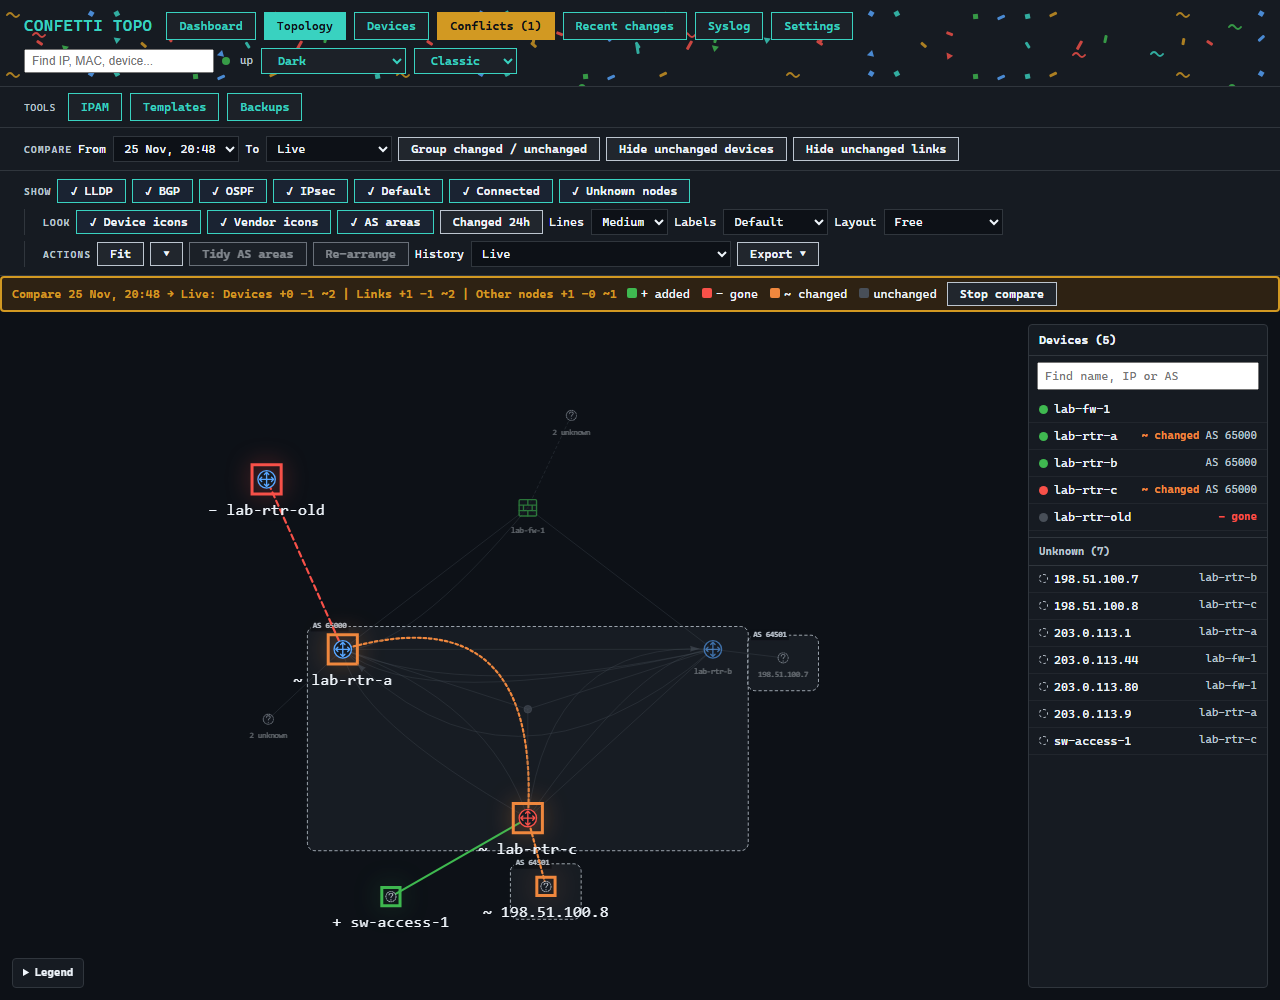 CONFETTI TOPO Dashboard Topology Devices Conflicts (1) Recent changes Syslog Settings
Find IP, MAC, device... up Dark Classic
TOOLS IPAM Templates Backups
COMPARE From 25 Nov, 20:48 To Live Group changed / unchanged Hide unchanged devices Hide unchanged links
SHOW ✓ LLDP ✓ BGP ✓ OSPF ✓ IPsec ✓ Default ✓ Connected ✓ Unknown nodes
LOOK ✓ Device icons ✓ Vendor icons ✓ AS areas Changed 24h Lines Medium Labels Default Layout Free
ACTIONS Fit ▼ Tidy AS areas Re-arrange History Live Export ▼
Compare 25 Nov, 20:48 → Live: Devices +0 -1 ~2 | Links +1 -1 ~2 | Other nodes +1 -0 ~1 + added − gone ~ changed unchanged Stop compare
Devices (5)
Find name, IP or AS
lab-fw-1
lab-rtr-a ~ changed AS 65000
lab-rtr-b AS 65000
lab-rtr-c ~ changed AS 65000
lab-rtr-old − gone
Unknown (7)
198.51.100.7 lab-rtr-b
198.51.100.8 lab-rtr-c
203.0.113.1 lab-rtr-a
203.0.113.44 lab-fw-1
203.0.113.80 lab-fw-1
203.0.113.9 lab-rtr-a
sw-access-1 lab-rtr-c
2 unknown
− lab-rtr-old
lab-fw-1
AS 65000
AS 64501
~ lab-rtr-a
lab-rtr-b
198.51.100.7
2 unknown
~ lab-rtr-c
AS 64501
~ 198.51.100.8
+ sw-access-1
▶ Legend